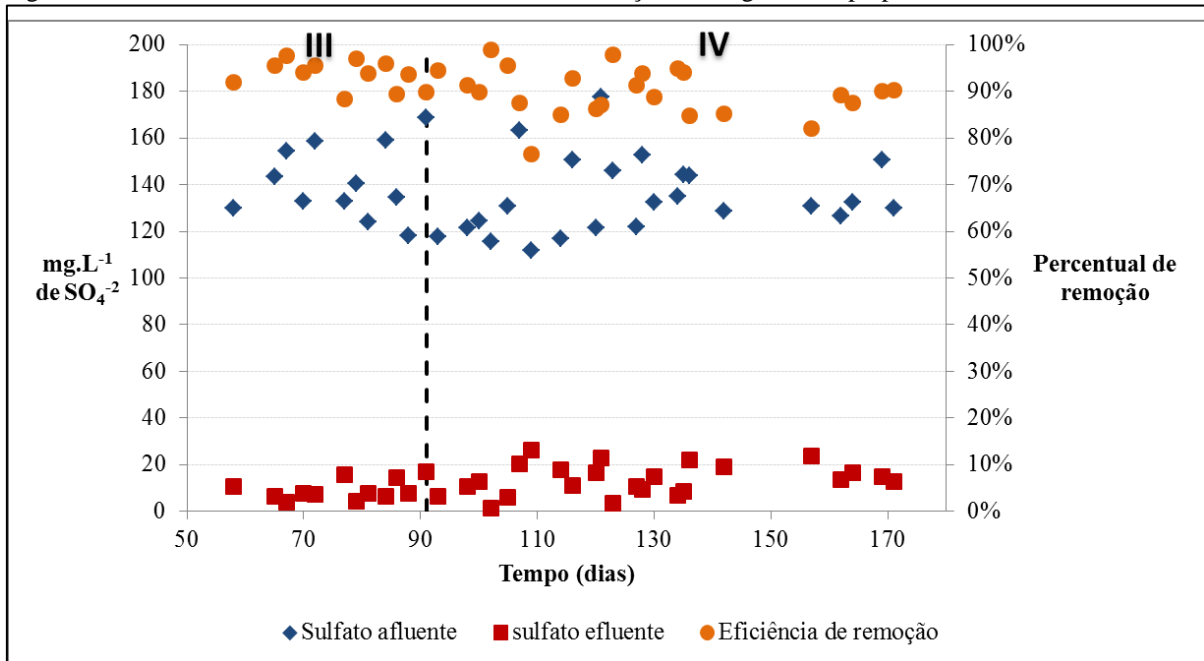 III
IV
200
180
160
140
120
100
80
60
40
20
0
mg.L-1
de SO4-2
100%
90%
80%
70%
60%
50%
40%
30%
20%
10%
0%
Percentual de
remoção
50 70 90 110 130 150 170
Tempo (dias)
Sulfato afluente sulfato efluente Eficiência de remoção